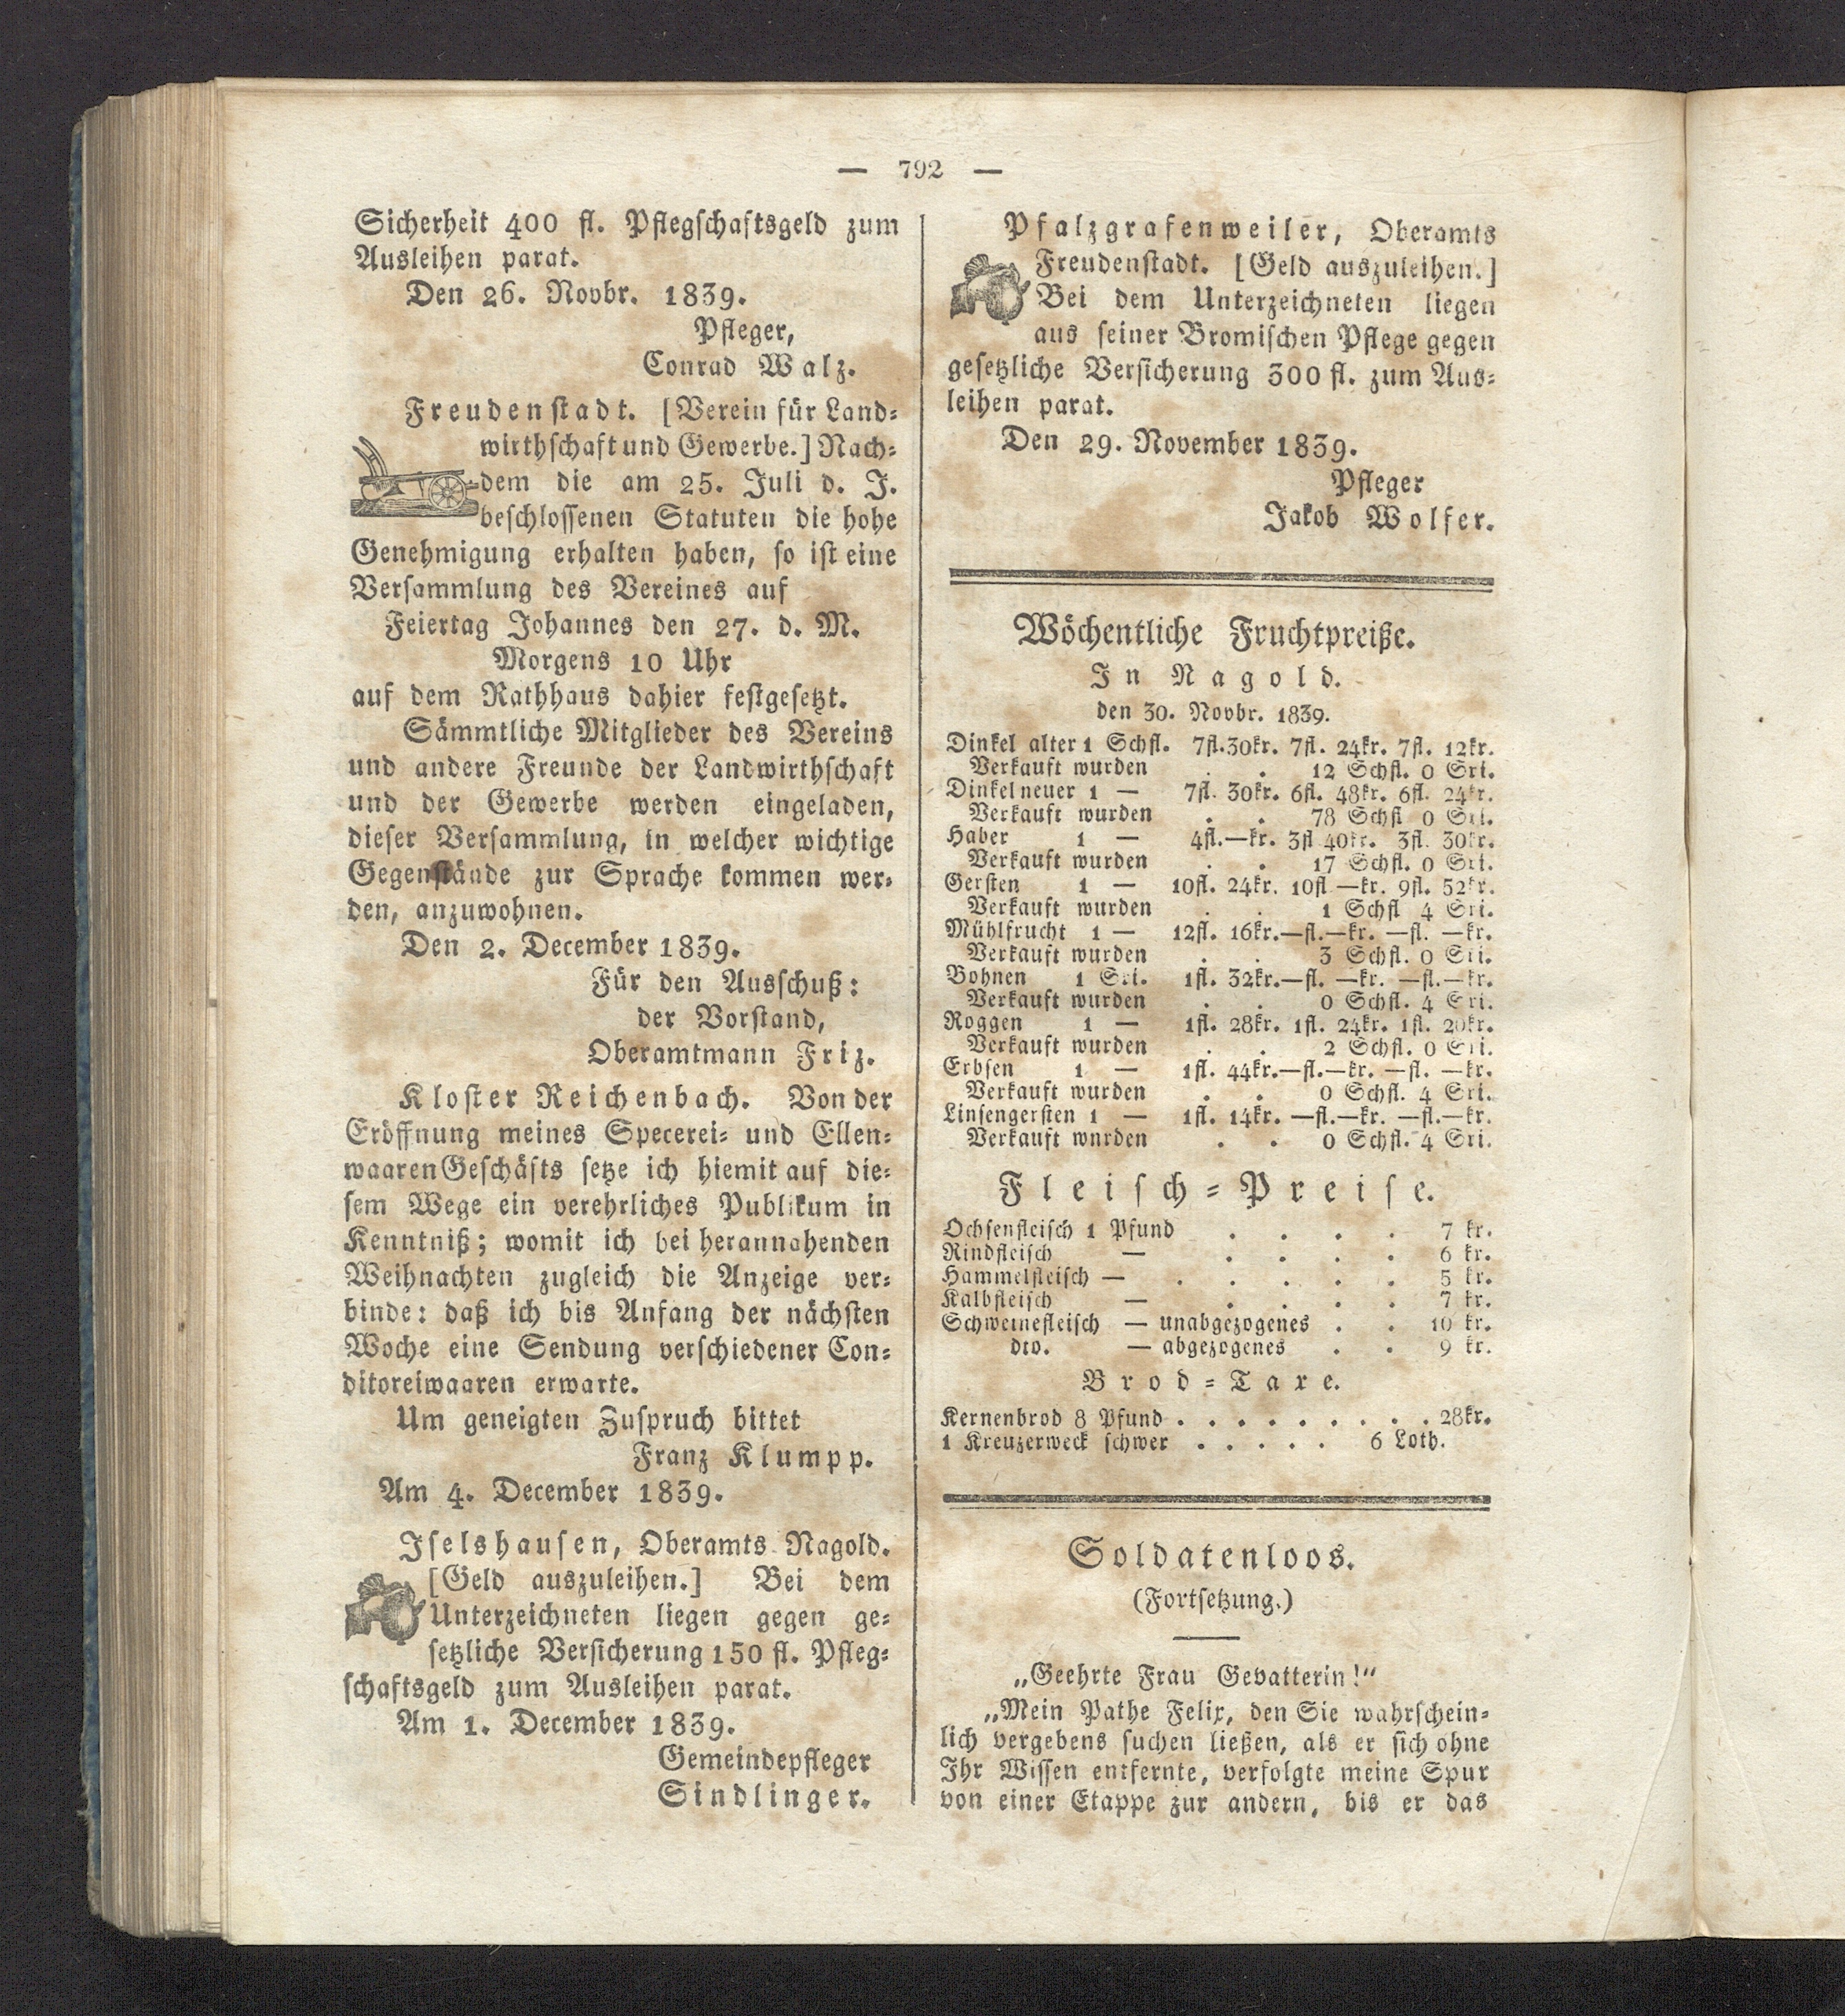 — 792 —
Sicherheit 400 fl. Pflegschaftsgeld zum
Ausleihen parat.
Den 26. Novbr. 1839.
Pfleger,
Conrad Walz.
Freudenstadt. [Verein für Land-
wirthschaft und Gewerbe.] Nach-
dem die am 25. Juli d. J.
beschlossenen Statuten die hohe
Genehmigung erhalten haben, so ist eine
Versammlung des Vereines auf
Feiertag Johannes den 27. d. M.
Morgens 10 Uhr
auf dem Rathhaus dahier festgesetzt.
Sämmtliche Mitglieder des Vereins
und andere Freunde der Landwirthschaft
und der Gewerbe werden eingeladen,
dieser Versammlung, in welcher wichtige
Gegenstände zur Sprache kommen wer-
den, anzuwohnen.
Den 2. December 1839.
Für den Ausschuß:
der Vorstand,
Oberamtmann Friz.
Kloster Reichenbach. Von der
Eröffnung meines Specerei- und Ellen-
waaren Geschäfts setze ich hiemit auf die-
sem Wege ein verehrliches Publikum in
Kenntniß; womit ich bei herannahenden
Weihnachten zugleich die Anzeige ver-
binde: daß ich bis Anfang der nächsten
Woche eine Sendung verschiedener Con-
ditoreiwaaren erwarte.
Um geneigten Zuspruch bittet
Franz Klumpp.
Am 4. December 1839.
Iselshausen, Oberamts Nagold.
[Geld auszuleihen.] Bei dem
Unterzeichneten liegen gegen ge-
setzliche Versicherung 150 fl. Pfleg-
schaftsgeld zum Ausleihen parat.
Am 1. December 1839.
Gemeindepfleger
Sindlinger.
Pfalzgrafenweiler, Oberamts
Freudenstadt. [Geld auszuleihen.]
Bei dem Unterzeichneten liegen
aus seiner Bromischen Pflege gegen
gesetzliche Versicherung 300 fl. zum Aus-
leihen parat.
Den 29. November 1839.
Pfleger
Jakob Wolfer.
Wöchentliche Fruchtpreiße.
In Nagold.
den 30. Novbr. 1839.
Dinkel alter 1 Schfl. 7fl. 30kr. 7fl. 24kr. 7fl. 12kr.
Verkauft wurden . . 12 Schfl. 0 Sri.
Dinkel neuer 1 — 7fl. 30kr. 6fl. 48kr. 6fl. 24kr.
Verkauft wurden . . 78 Schfl 0 Sri.
Haber 1 — 4fl.—kr. 3fl 40kr. 3fl. 30kr.
Verkauft wurden . . 17 Schfl. 0 Sri.
Gersten 1 — 10fl. 24kr. 10fl —kr. 9fl. 52kr.
Verkauft wurden . . 1 Schfl 4 Sri.
Mühlfrucht 1 — 12fl. 16kr.—fl.—kr. —fl. —kr.
Verkauft wurden . . 3 Schfl. 0 Sri.
Bohnen 1 Sri. 1fl. 32kr.—fl. —kr. —fl.—kr.
Verkauft wurden . . 0 Schfl. 4 Sri.
Roggen 1 — 1fl. 28kr. 1fl. 24kr. 1fl. 20kr.
Verkauft wurden . . 2 Schfl. 0 Sri.
Erbsen 1 — 1fl. 44kr.—fl.—kr. —fl. —kr.
Verkauft wurden . . 0 Schfl. 4 Sri.
Linsengersten 1 — 1fl. 14kr. —fl.—kr. —fl.—kr.
Verkauft wnrden . . 0 Schfl. 4 Sri.
Fleisch-Preise.
Ochsenfleisch 1 Pfund . . . . 7 kr.
Rindfleisch — . . . . 6 kr.
Hammelfleisch — . . . . . 5 kr.
Kalbfleisch — . . . . 7 kr.
Schweinefleisch — unabgezogenes . . 10 kr.
dto. — abgezogenes . . 9 kr.
Brod-Taxe.
Kernenbrod 8 Pfund . . . . . . . . . 28kr.
1 Kreuzerweck schwer . . . . . 6 Loth.
Soldatenloos.
(Fortsetzung.)
„Geehrte Frau Gevatterin!“
„Mein Pathe Felix, den Sie wahrschein-
lich vergebens suchen ließen, als er sich ohne
Ihr Wissen entfernte, verfolgte meine Spur
von einer Etappe zur andern, bis er das